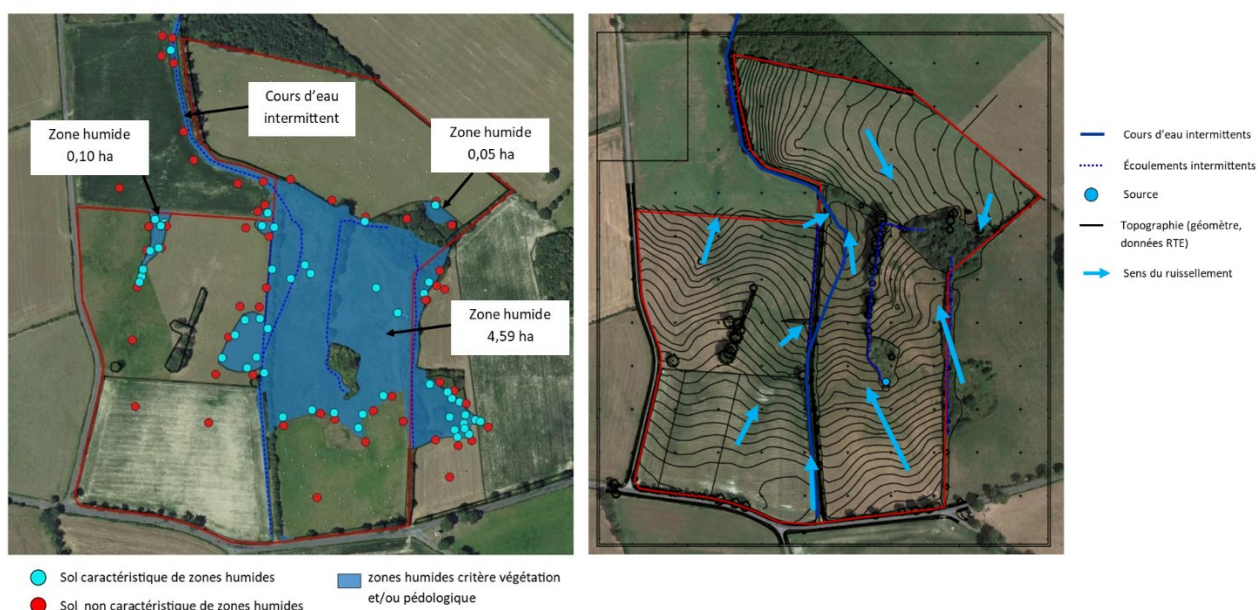 Cours d’eau
intermittent
Zone humide
0,10 ha
Zone humide
0,05 ha
Zone humide
4,59 ha
Sol caractéristique de zones humides
Sol non caractéristique de zones humides
zones humides critère végétation
et/ou pédologique
Cours d’eau intermittents
Écoulements intermittents
Source
Topographie (géomètre,
données RTE)
Sens du ruissellement